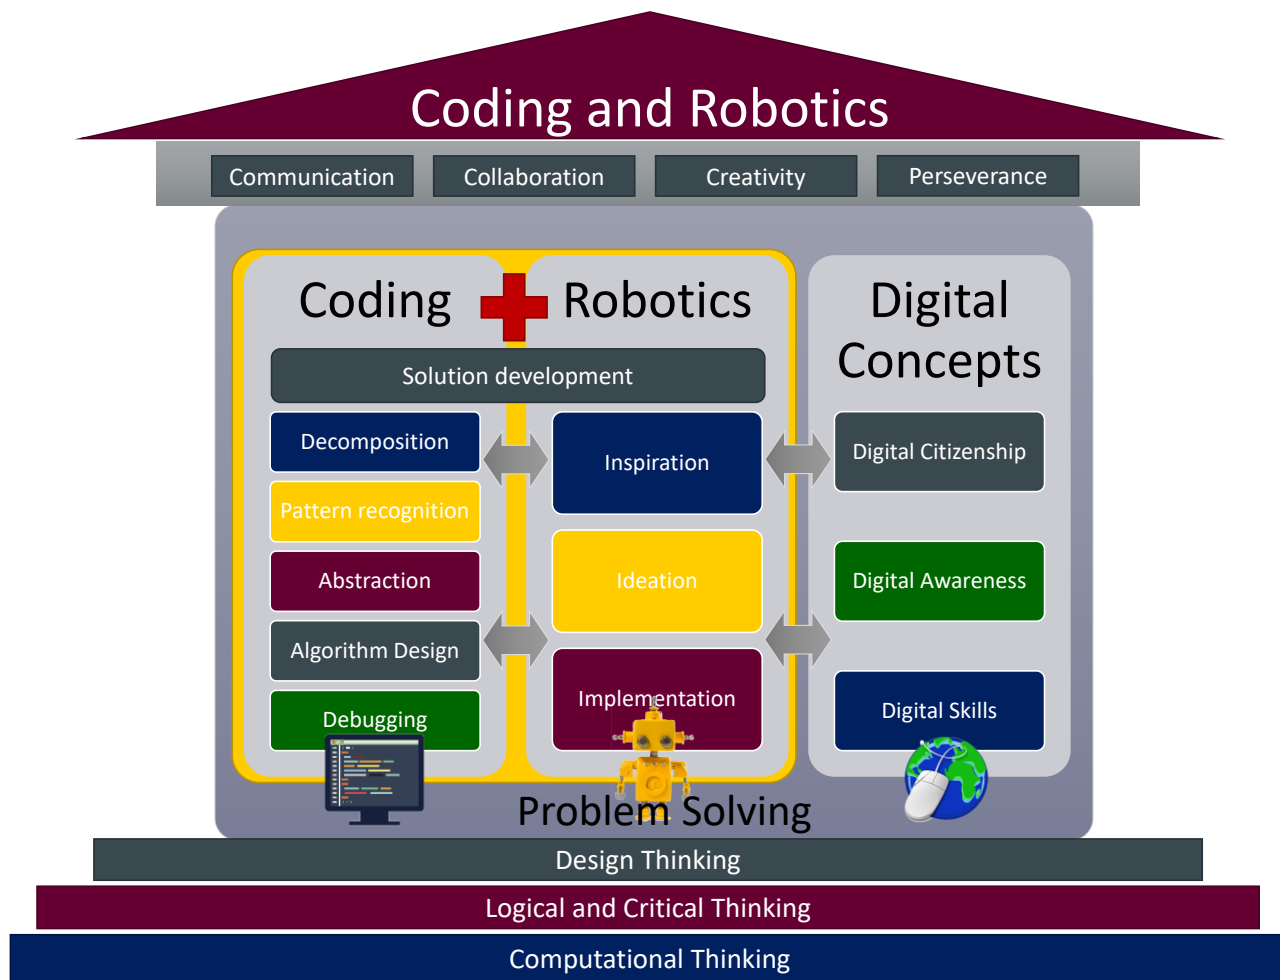 Coding and Robotics
Communication
Collaboration
Creativity
Perseverance
Coding
Robotics
Digital
Concepts
Solution development
Decomposition
Pattern recognition
Abstraction
Algorithm Design
Debugging
Inspiration
Ideation
Implementation
Digital Citizenship
Digital Awareness
Digital Skills
Problem Solving
Design Thinking
Logical and Critical Thinking
Computational Thinking